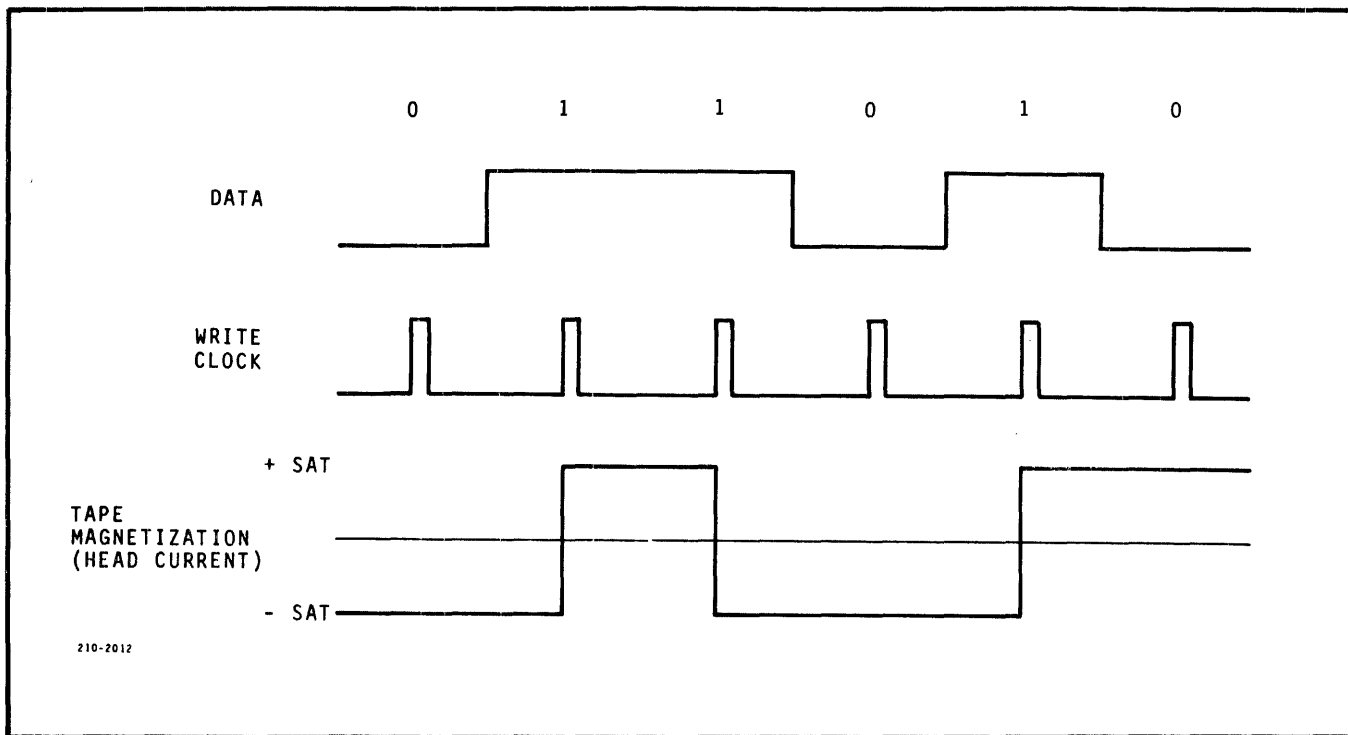 0 1 1 0 1 0
DATA
WRITE
CLOCK
+ SAT
TAPE
MAGNETIZATION
(HEAD CURRENT)
- SAT
210-2012